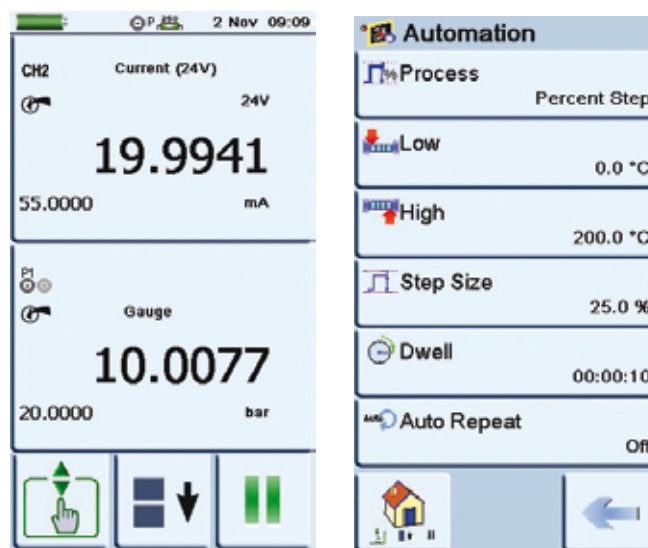 P 2 Nov 09:09
CH2 Current (24V)
24V
19.9941
55.0000 mA
P1
Gauge
10.0077
20.0000 bar
Automation
% Process
Percent Step
Low
0.0 °C
High
200.0 °C
Step Size
25.0 %
Dwell
00:00:10
Auto Repeat
Off